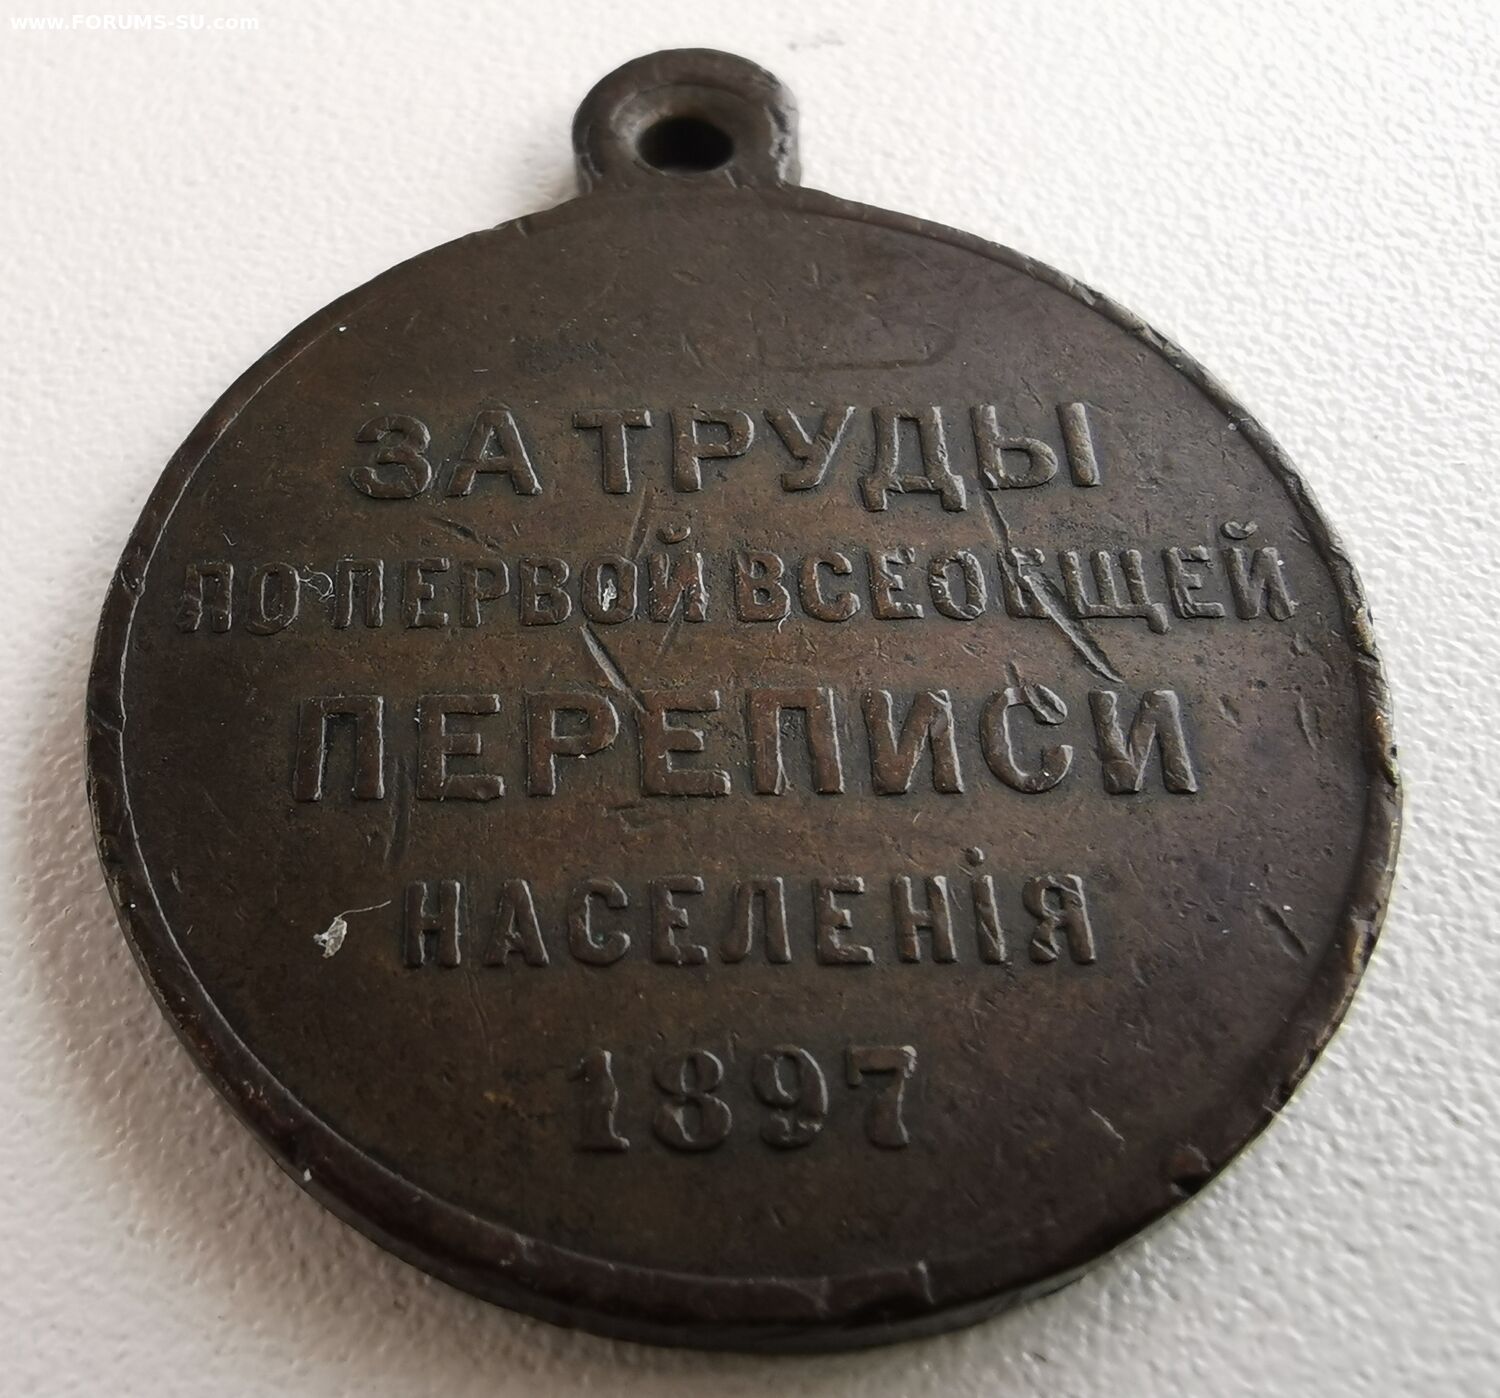 www.FORUMS-SU.com
ЗА ТРУДЫ
ПО ПЕРВОЙ ВСЕОБЩЕЙ
ПЕРЕПИСИ
НАСЕЛЕНІЯ
1897